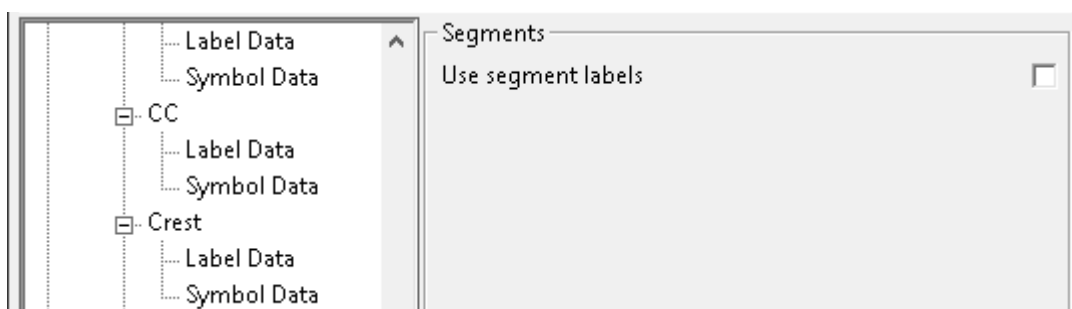 Label Data
Symbol Data
CC
Label Data
Symbol Data
Crest
Label Data
Symbol Data
Segments
Use segment labels